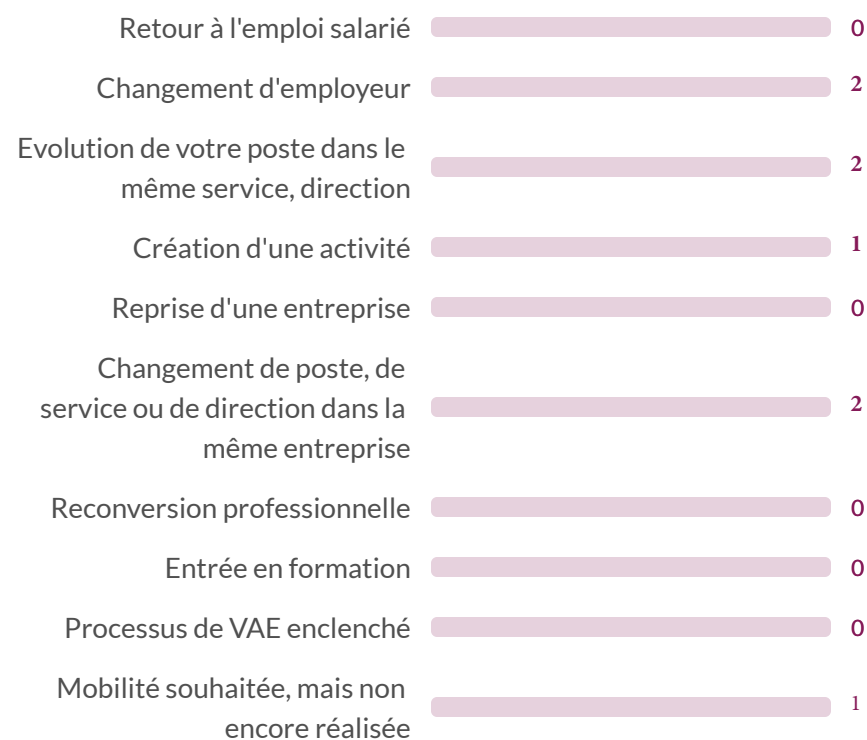 Retour à l'emploi salarié 0
Changement d'employeur 2
Evolution de votre poste dans le
même service, direction 2
Création d'une activité 1
Reprise d'une entreprise 0
Changement de poste, de
service ou de direction dans la 2
même entreprise
Reconversion professionnelle 0
Entrée en formation 0
Processus de VAE enclenché 0
Mobilité souhaitée, mais non
encore réalisée 1